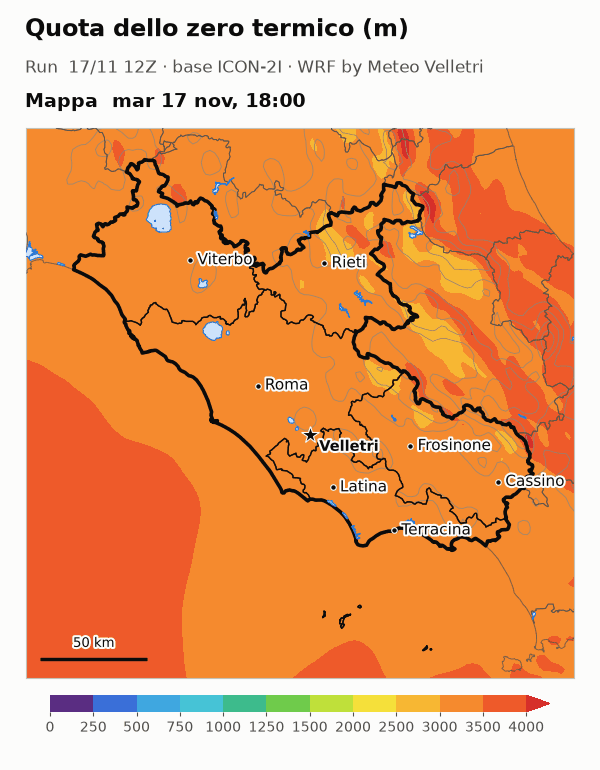 Quota dello zero termico (m)
Run  17/11 12Z · base ICON-2I · WRF by Meteo Velletri
Mappa  mar 17 nov, 18:00
Viterbo
Rieti
Roma
Velletri
Frosinone
Latina
Cassino
Terracina
50 km
0 250 500 750 1000 1250 1500 2000 2500 3000 3500 4000